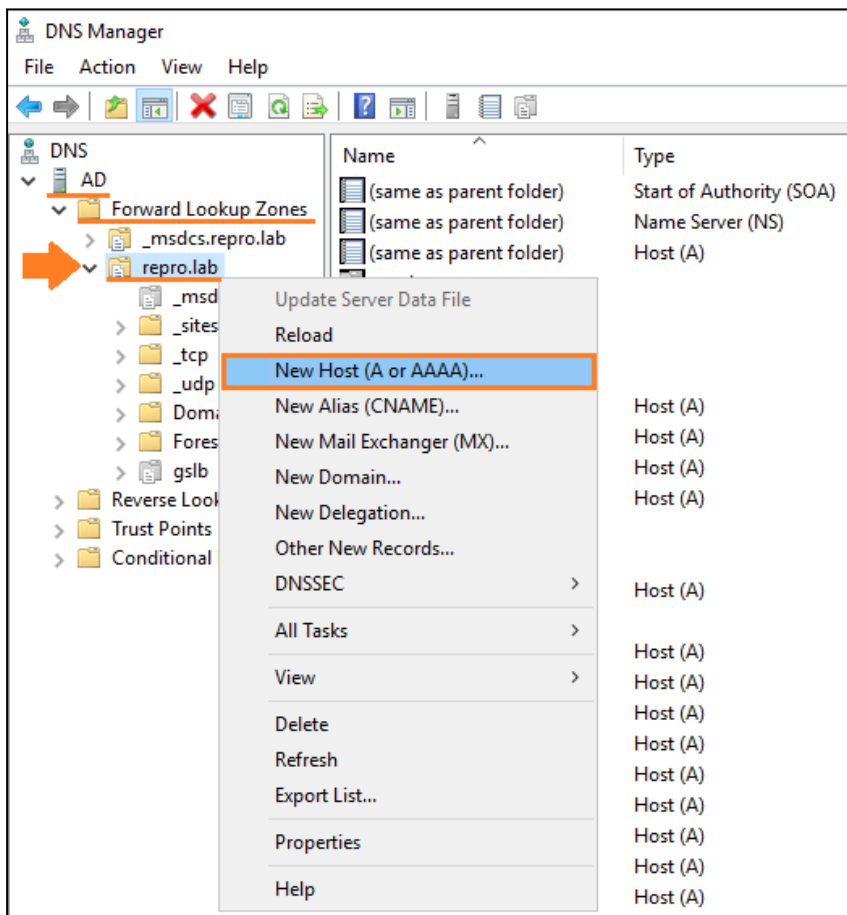 DNS Manager
File Action View Help
DNS
AD
Forward Lookup Zones
_msdcs.repro.lab
repro.lab
_msd
_sites
_tcp
_udp
Doma
Fores
gslb
Reverse Look
Trust Points
Conditional
Name Type
(same as parent folder) Start of Authority (SOA)
(same as parent folder) Name Server (NS)
(same as parent folder) Host (A)
Host (A)
Host (A)
Host (A)
Host (A)
Host (A)
Host (A)
Host (A)
Host (A)
Host (A)
Host (A)
Host (A)
Host (A)
Host (A)
Host (A)
Update Server Data File
Reload
New Host (A or AAAA)...
New Alias (CNAME)...
New Mail Exchanger (MX)...
New Domain...
New Delegation...
Other New Records...
DNSSEC
All Tasks
View
Delete
Refresh
Export List...
Properties
Help